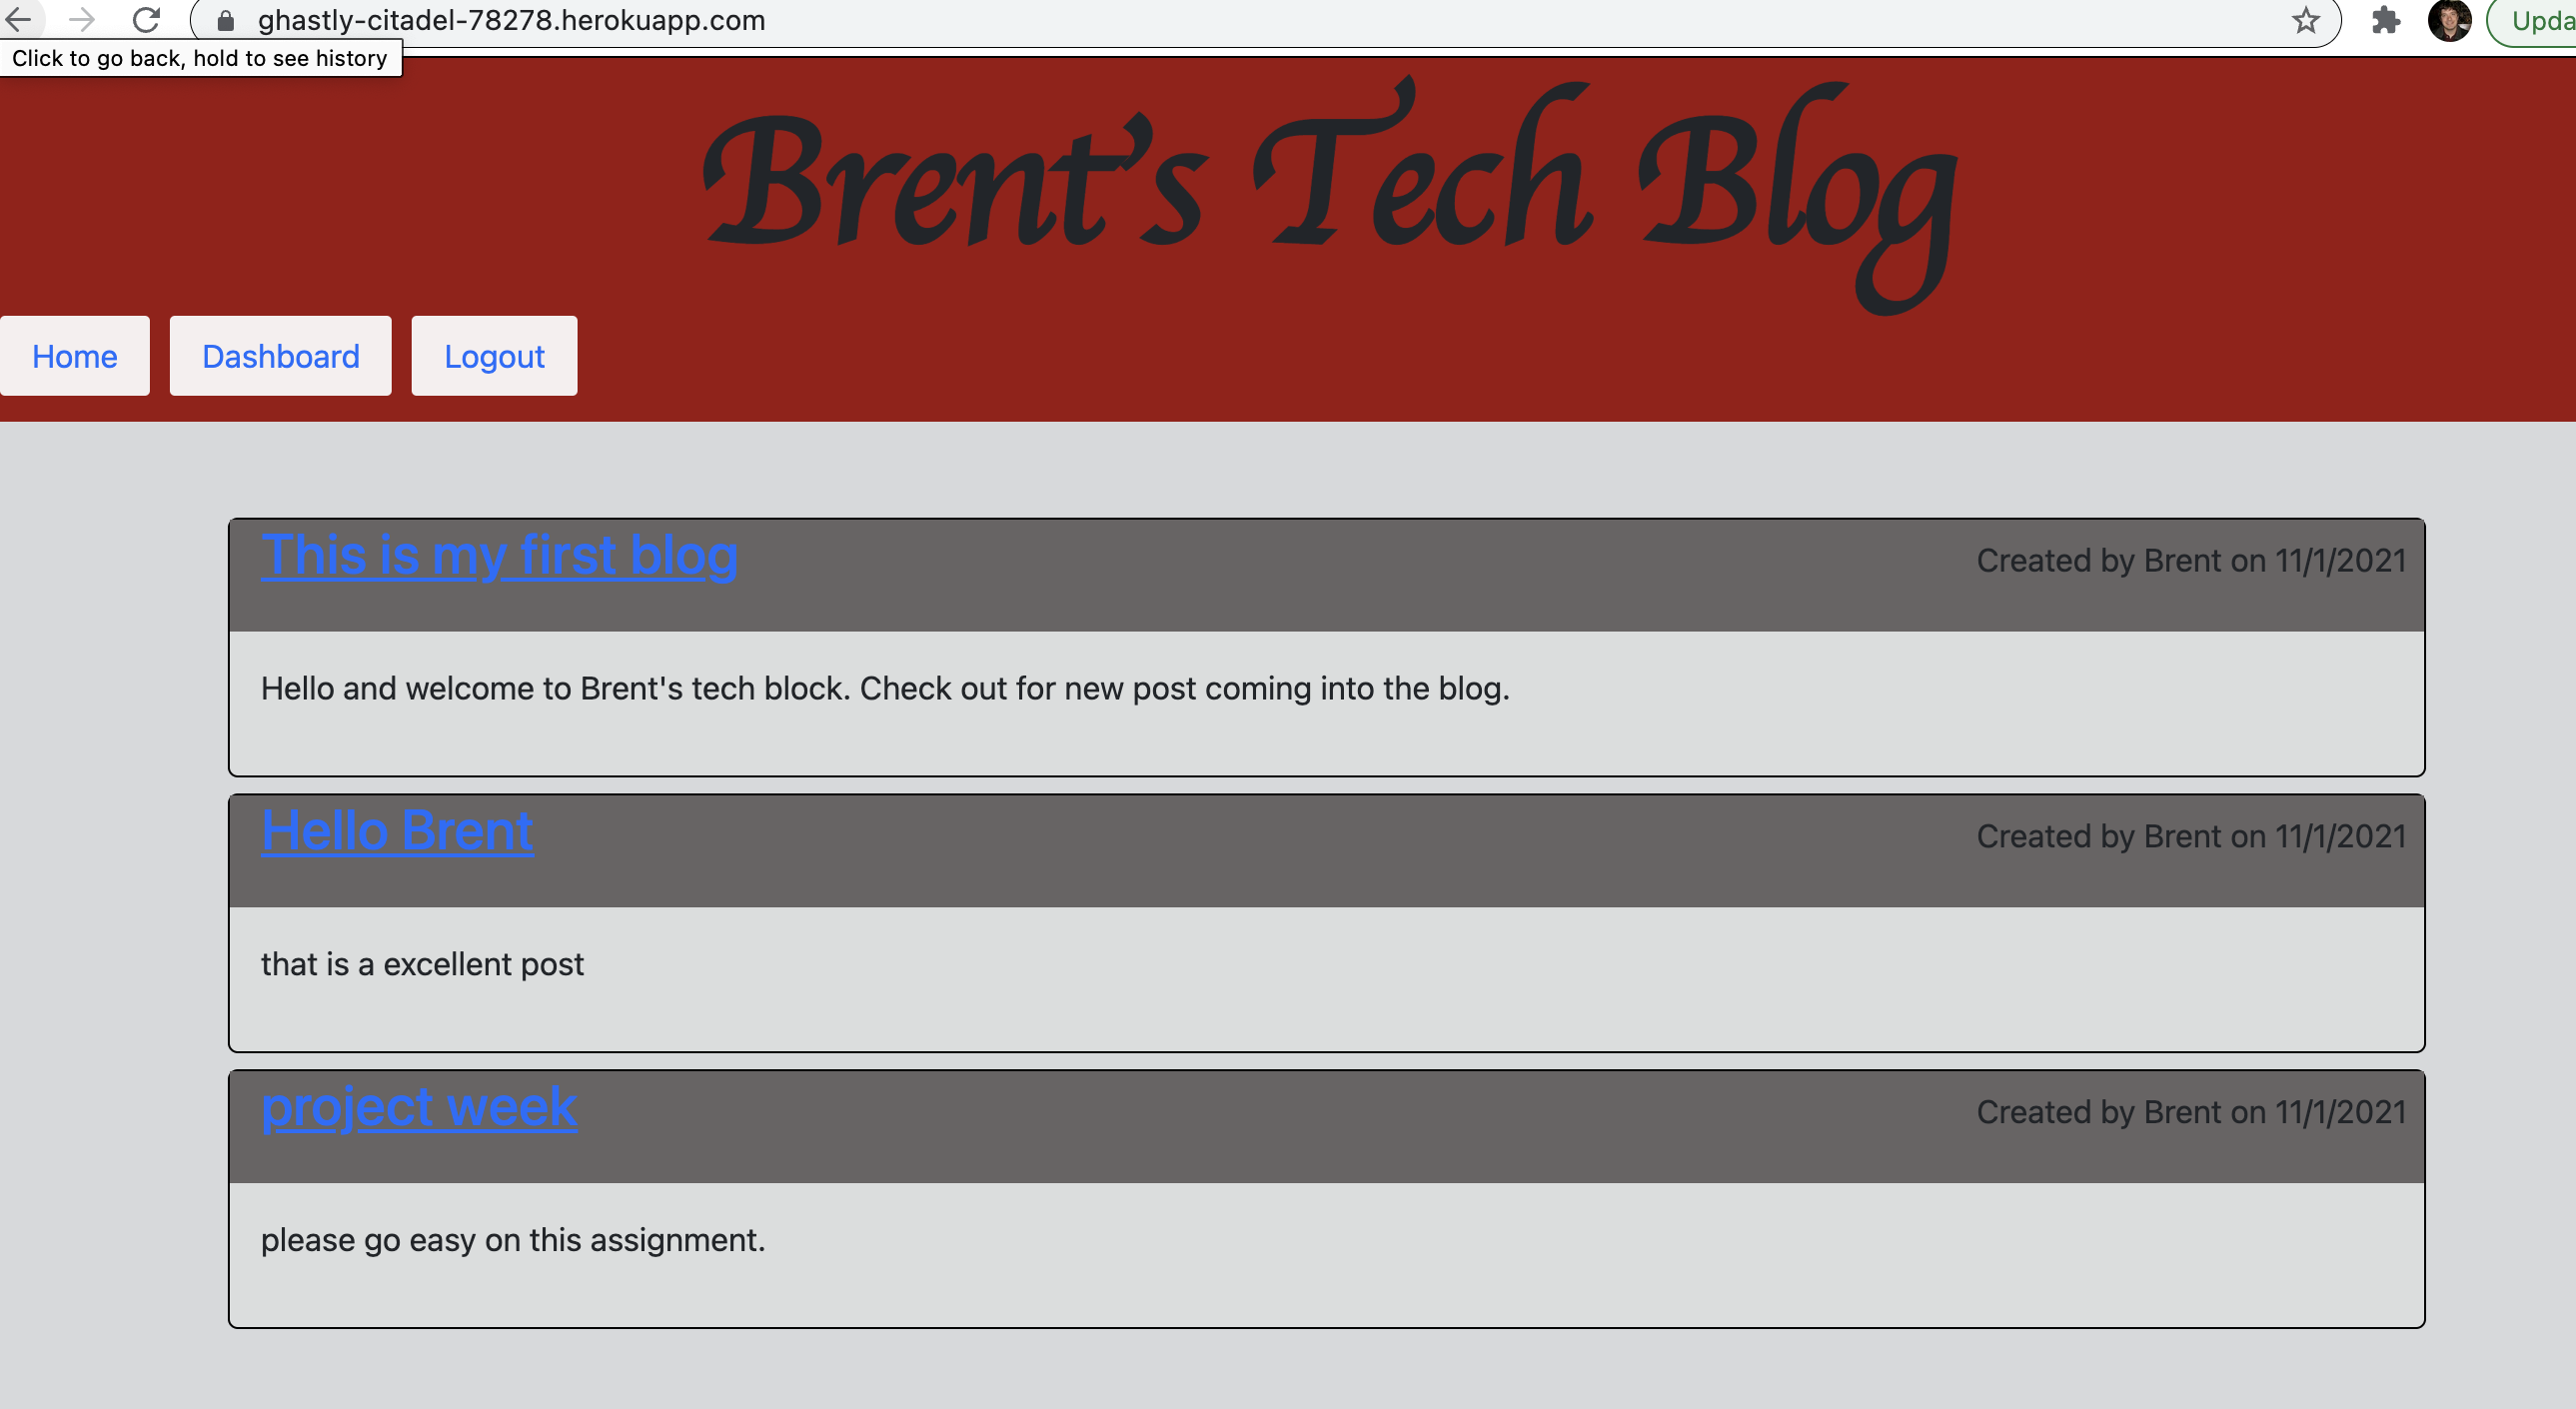 ghastly-citadel-78278.herokuapp.com
Upda
Click to go back, hold to see history
Brent's Tech Blog
Home Dashboard Logout
This is my first blog Created by Brent on 11/1/2021
Hello and welcome to Brent's tech block. Check out for new post coming into the blog.
Hello Brent Created by Brent on 11/1/2021
that is a excellent post
project week Created by Brent on 11/1/2021
please go easy on this assignment.